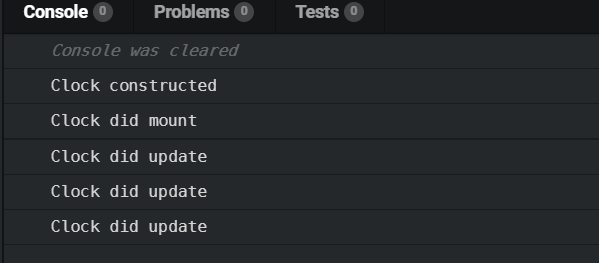 Console 0 Problems 0 Tests 0
Console was cleared
Clock constructed
Clock did mount
Clock did update
Clock did update
Clock did update